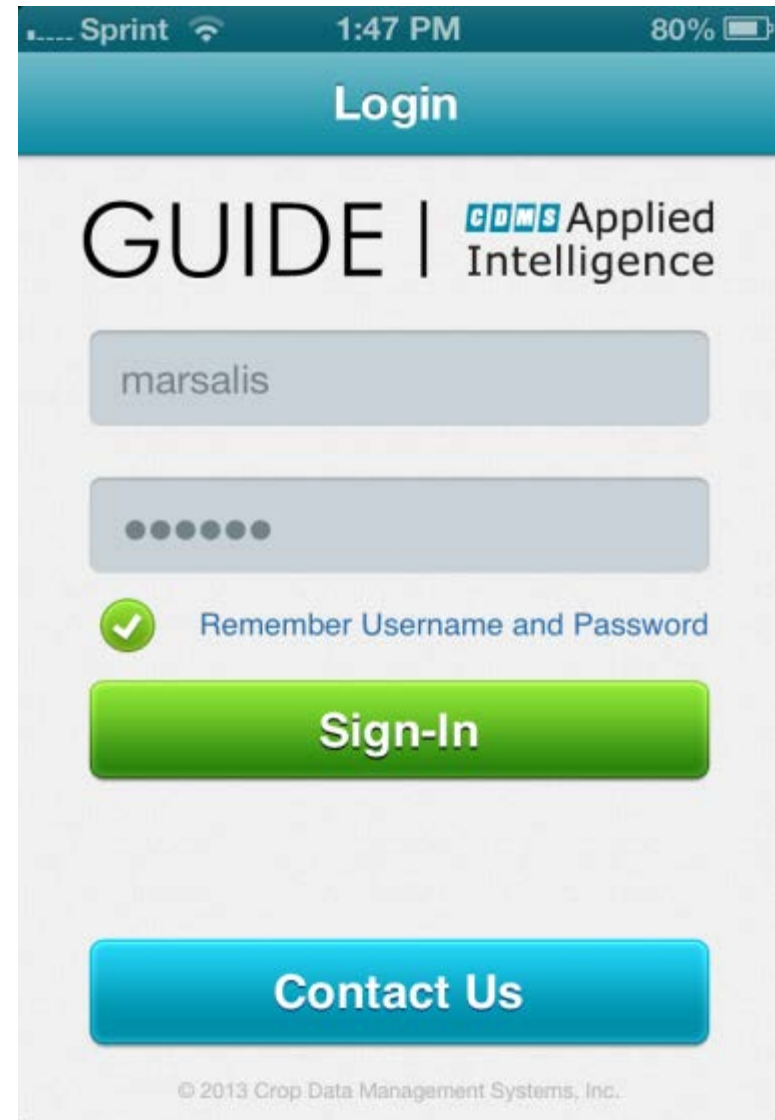 Sprint 1:47 PM 80%
Login
GUIDE | CDMS Applied
Intelligence
marsalis
●●●●●●
Remember Username and Password
Sign-In
Contact Us
© 2013 Crop Data Management Systems, Inc.